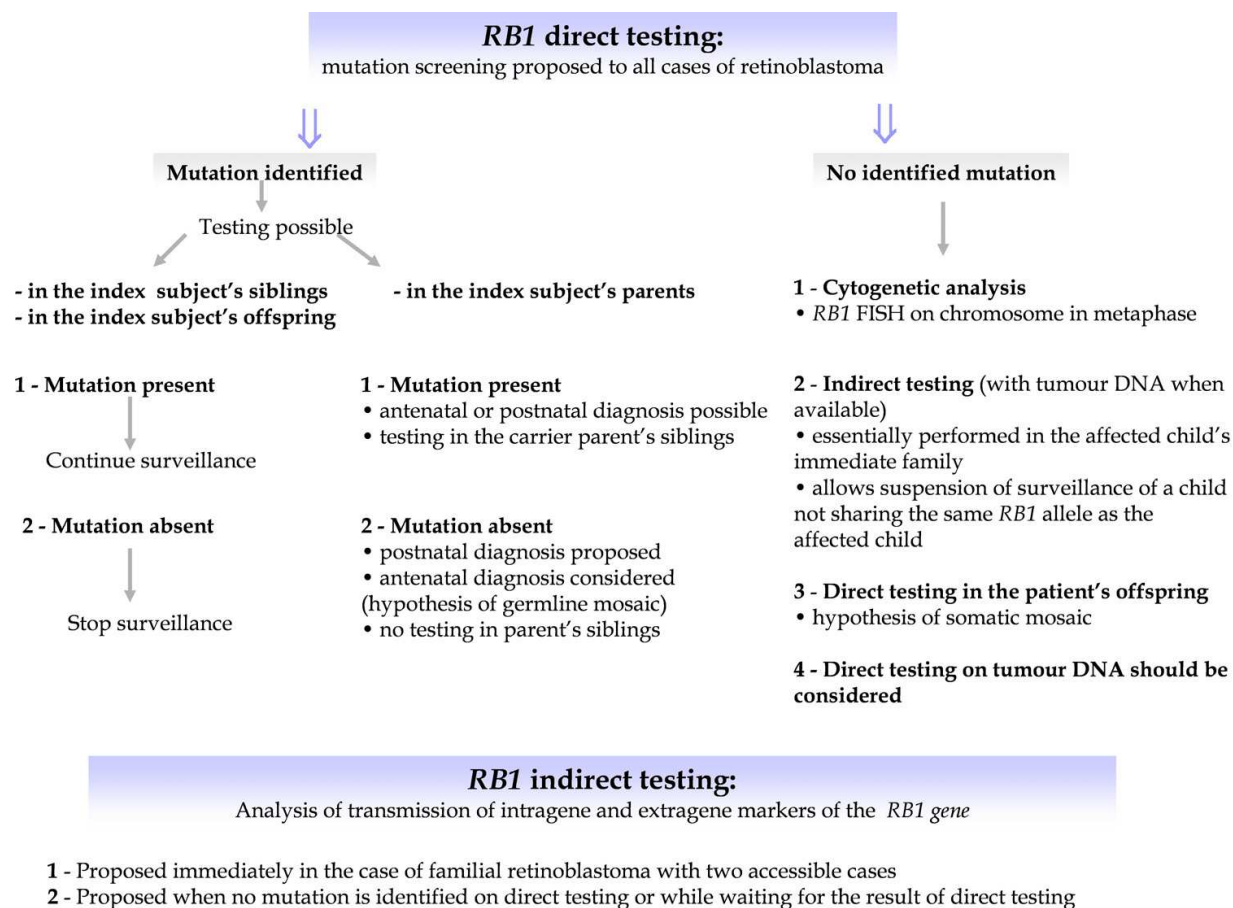 RB1 direct testing:
mutation screening proposed to all cases of retinoblastoma
Mutation identified
Testing possible
- in the index subject's siblings
- in the index subject's offspring
1 - Mutation present
Continue surveillance
2 - Mutation absent
Stop surveillance
- in the index subject's parents
1 - Mutation present
• antenatal or postnatal diagnosis possible
• testing in the carrier parent's siblings
2 - Mutation absent
• postnatal diagnosis proposed
• antenatal diagnosis considered
(hypothesis of germline mosaic)
• no testing in parent's siblings
No identified mutation
1 - Cytogenetic analysis
• RB1 FISH on chromosome in metaphase
2 - Indirect testing (with tumour DNA when
available)
• essentially performed in the affected child's
immediate family
• allows suspension of surveillance of a child
not sharing the same RB1 allele as the
affected child
3 - Direct testing in the patient's offspring
• hypothesis of somatic mosaic
4 - Direct testing on tumour DNA should be
considered
RB1 indirect testing:
Analysis of transmission of intragene and extragene markers of the RB1 gene
1 - Proposed immediately in the case of familial retinoblastoma with two accessible cases
2 - Proposed when no mutation is identified on direct testing or while waiting for the result of direct testing